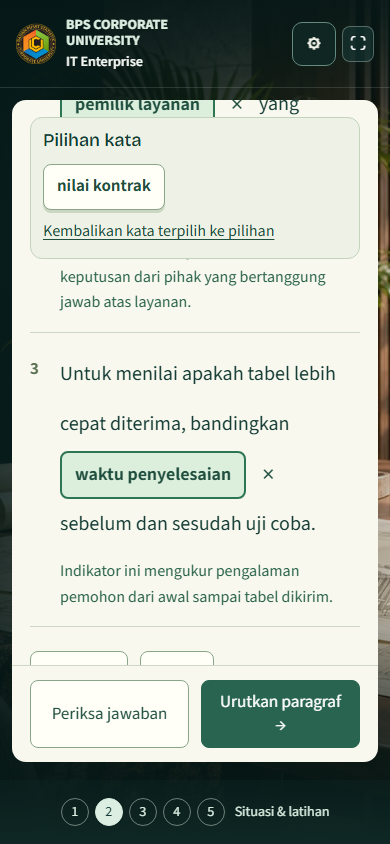 BPS CORPORATE
UNIVERSITY
IT Enterprise
pemilik layanan × yang
Pilihan kata
nilai kontrak
Kembalikan kata terpilih ke pilihan
keputusan dari pihak yang bertanggung
jawab atas layanan.
3 Untuk menilai apakah tabel lebih
cepat diterima, bandingkan
waktu penyelesaian ×
sebelum dan sesudah uji coba.
Indikator ini mengukur pengalaman
pemohon dari awal sampai tabel dikirim.
Periksa jawaban
Urutkan paragraf
→
1 2 3 4 5 Situasi & latihan